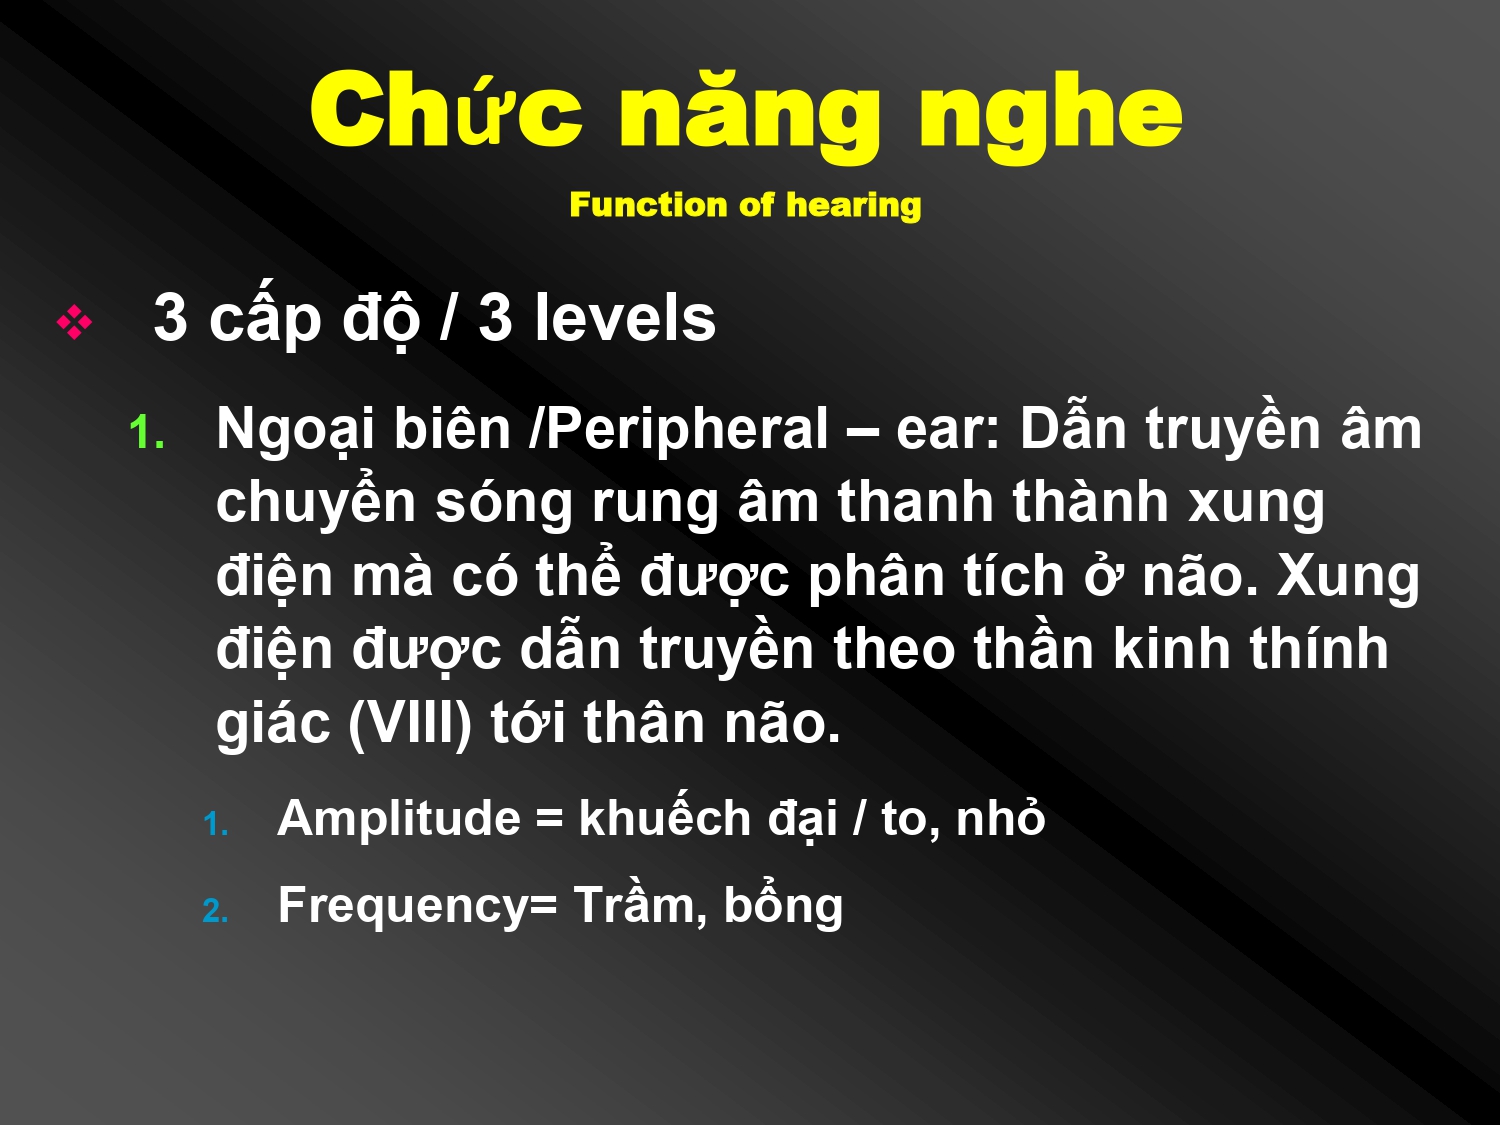 Chức năng nghe
Function of hearing
❖ 3 cấp độ / 3 levels
1. Ngoại biên /Peripheral – ear: Dẫn truyền âm
chuyển sóng rung âm thanh thành xung
điện mà có thể được phân tích ở não. Xung
điện được dẫn truyền theo thần kinh thính
giác (VIII) tới thân não.
1. Amplitude = khuếch đại / to, nhỏ
2. Frequency= Trầm, bổng